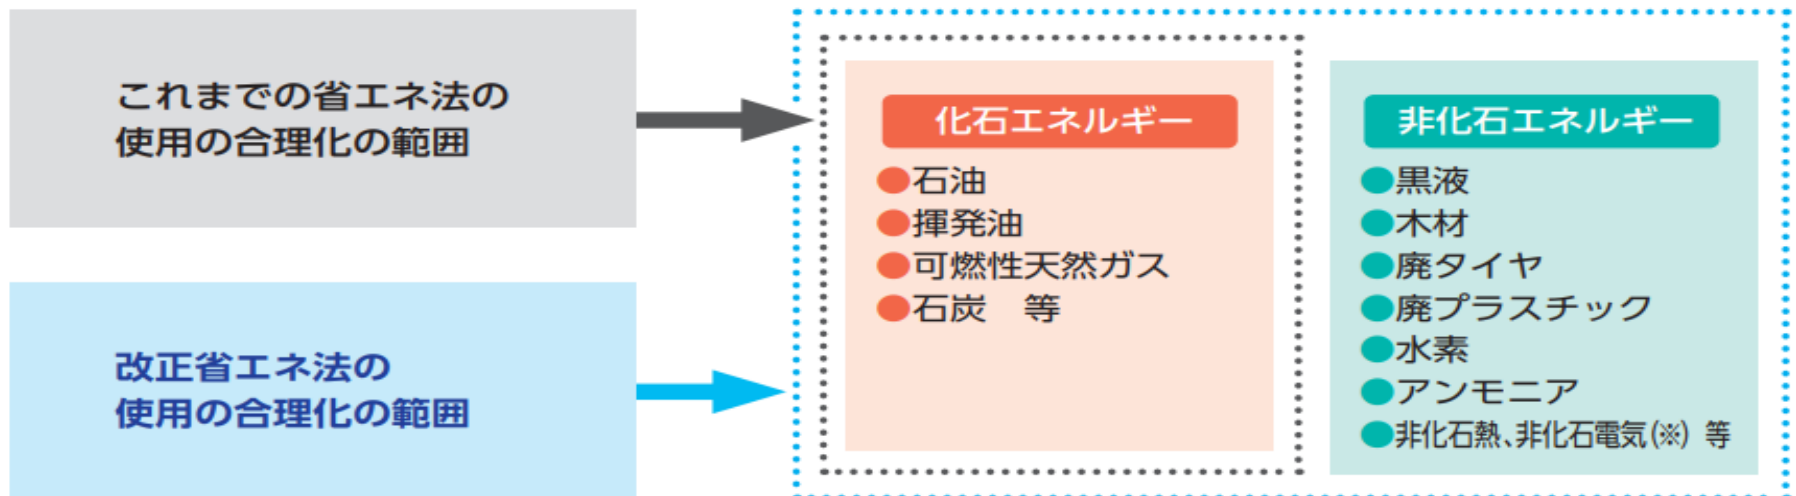 これまでの省エネ法の
使用の合理化の範囲
改正省エネ法の
使用の合理化の範囲
化石エネルギー
●石油
●揮発油
●可燃性天然ガス
●石炭　等
非化石エネルギー
●黒液
●木材
●廃タイヤ
●廃プラスチック
●水素
●アンモニア
●非化石熱、非化石電気(※) 等